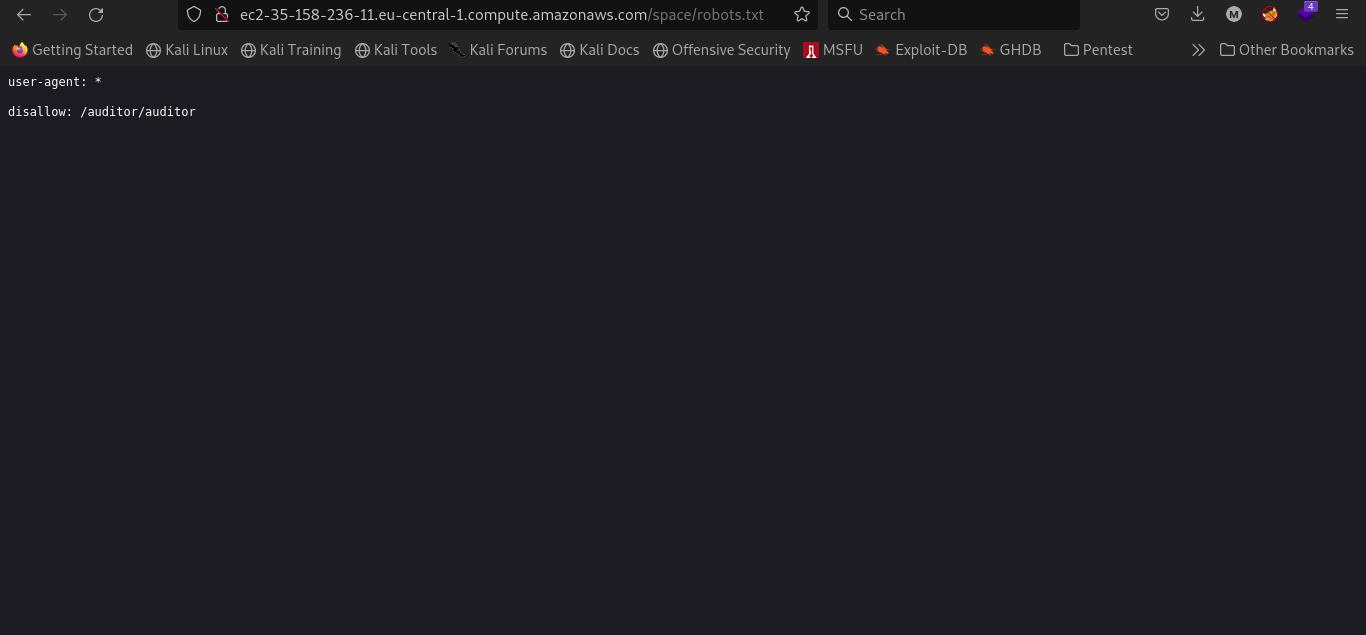 ec2-35-158-236-11.eu-central-1.compute.amazonaws.com/space/robots.txt Search M 4
Getting Started Kali Linux Kali Training Kali Tools Kali Forums Kali Docs Offensive Security MSFU Exploit-DB GHDB Pentest Other Bookmarks
user-agent: *
disallow: /auditor/auditor